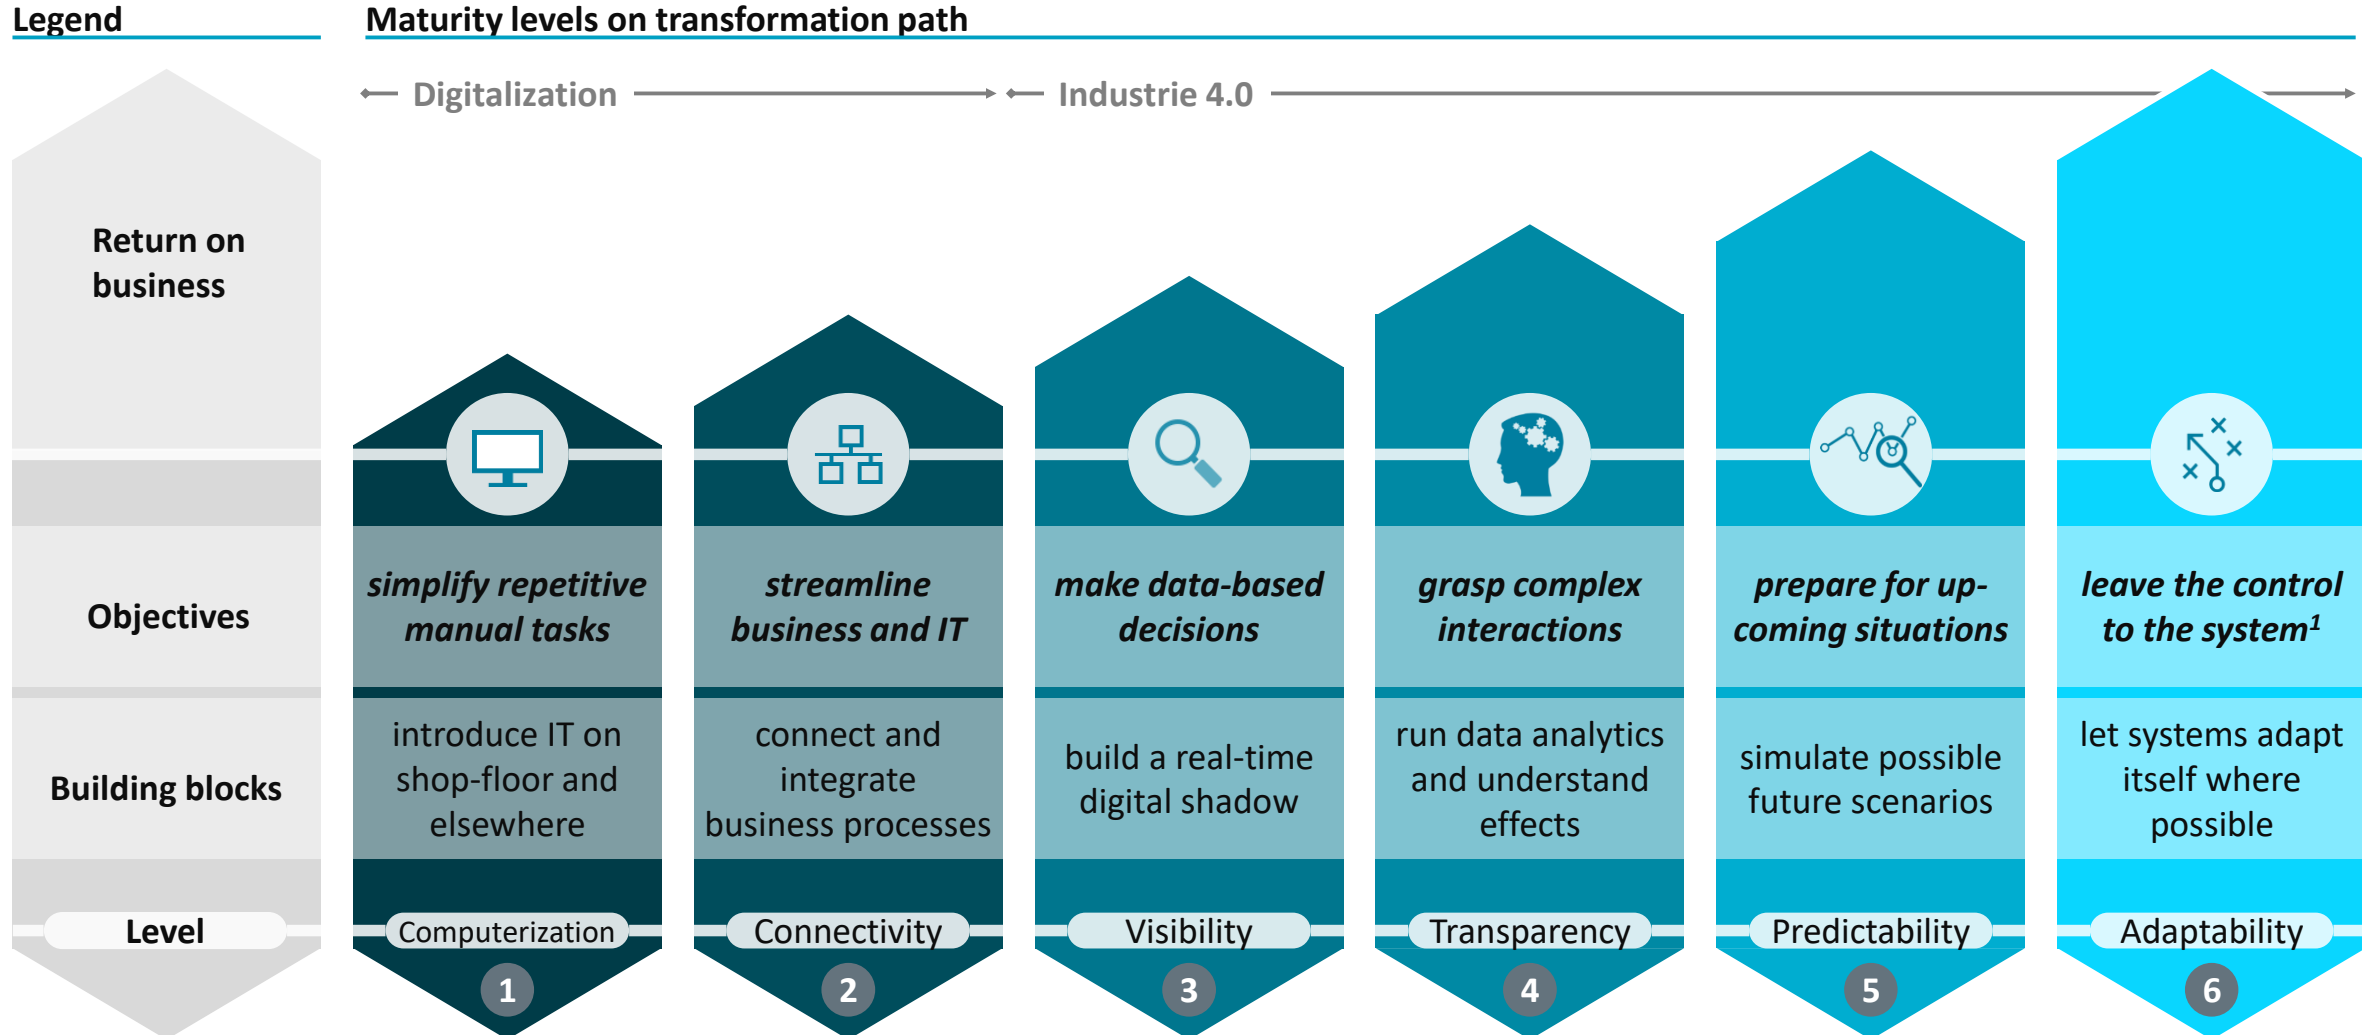 Legend
Maturity levels on transformation path
Digitalization
Industrie 4.0
Return on
business
Objectives
simplify repetitive
manual tasks
streamline
business and IT
make data-based
decisions
grasp complex
interactions
prepare for up-
coming situations
leave the control
to the system¹
Building blocks
introduce IT on
shop-floor and
elsewhere
connect and
integrate
business processes
build a real-time
digital shadow
run data analytics
and understand
effects
simulate possible
future scenarios
let systems adapt
itself where
possible
Level
Computerization
Connectivity
Visibility
Transparency
Predictability
Adaptability
1
2
3
4
5
6